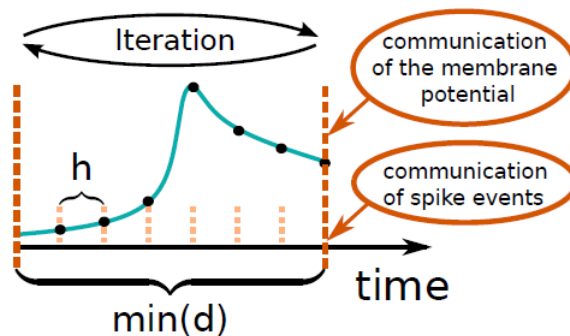 Iteration
communication
of the membrane
potential
h
communication
of spike events
time
min(d)